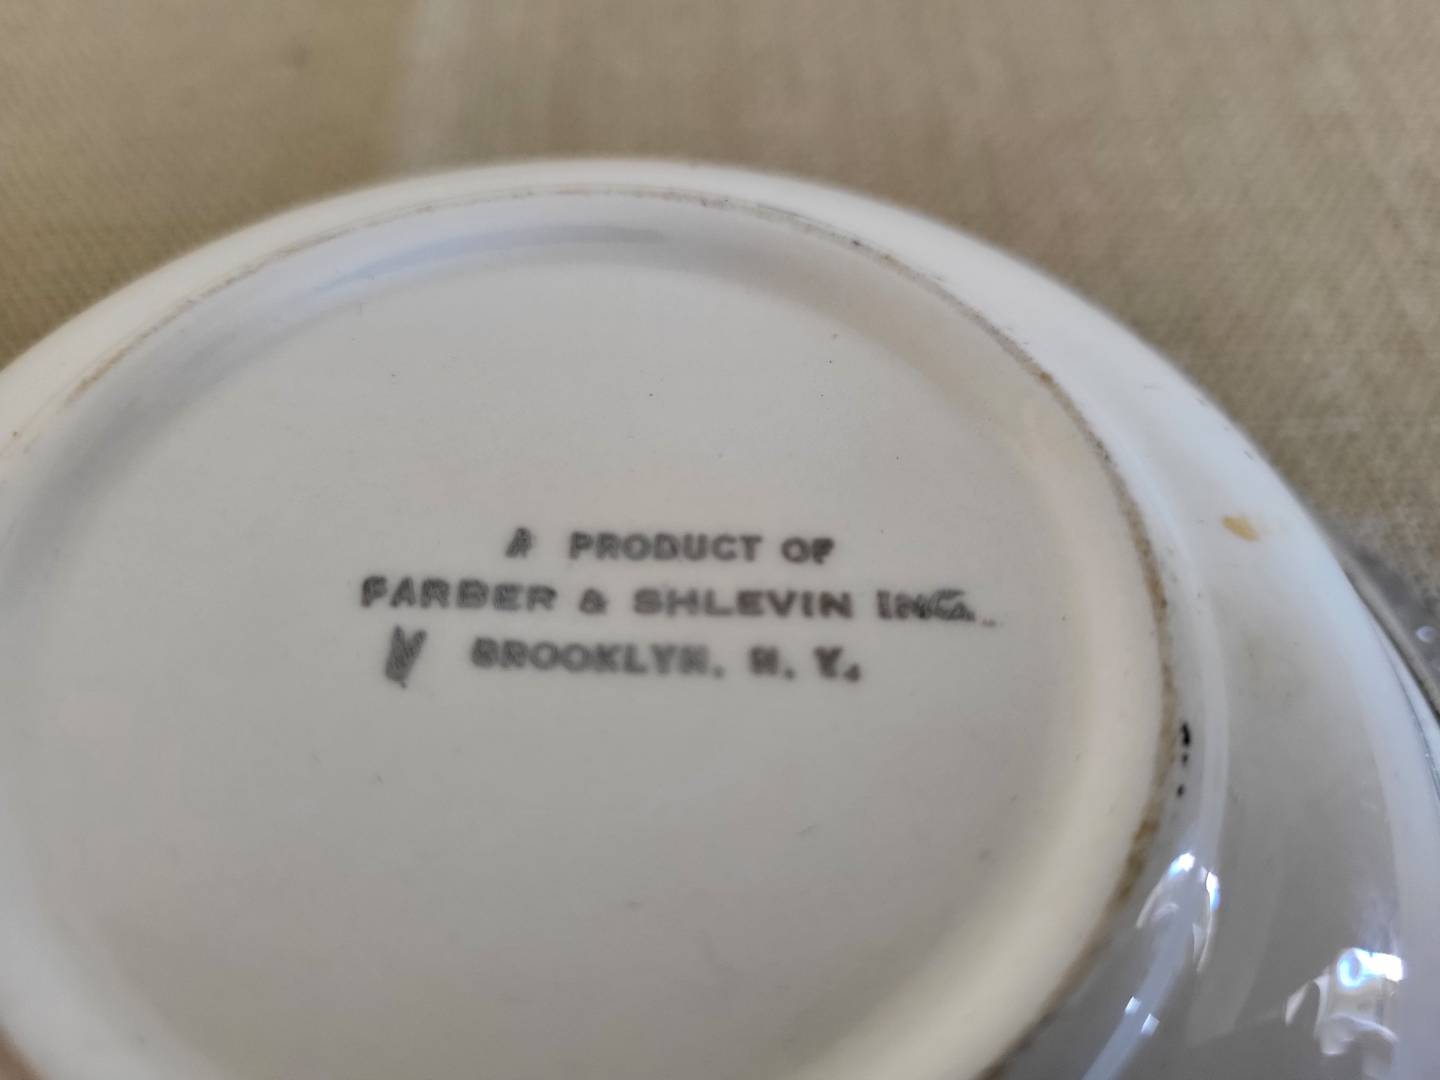 A PRODUCT OF
FARBER & SHLEVIN INC.
V BROOKLYN, N. Y.